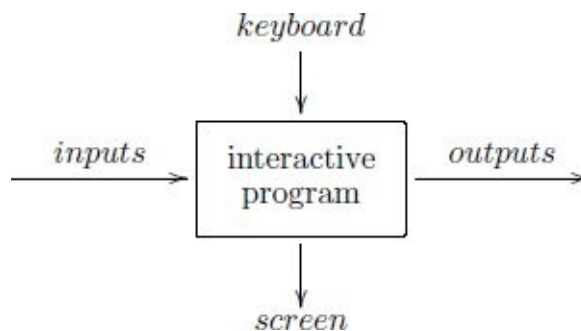 keyboard
inputs
interactive
program
outputs
screen